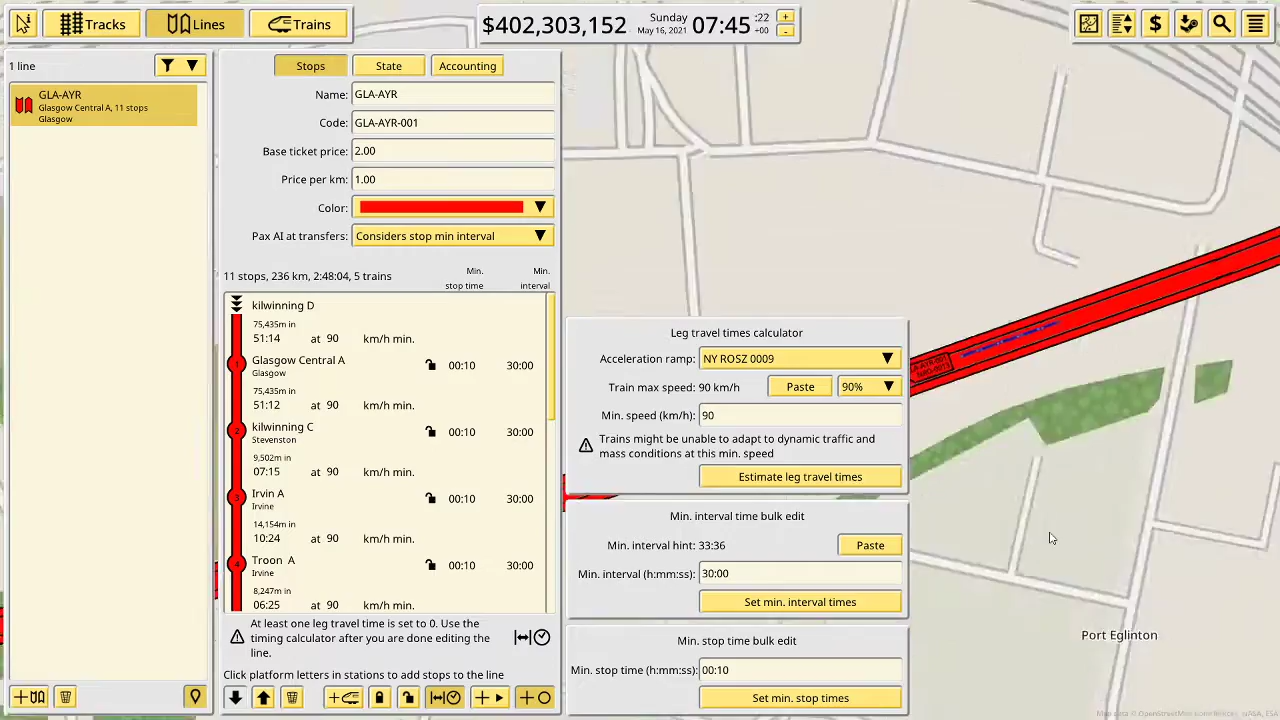 Tracks
Lines
Trains
$402,303,152
Sunday
May 16, 2021
07:45
:22
+00
+
-
$
1 line
GLA-AYR
Glasgow Central A, 11 stops
Glasgow
Stops
State
Accounting
Name: GLA-AYR
Code: GLA-AYR-001
Base ticket price: 2.00
Price per km: 1.00
Color:
Pax AI at transfers: Considers stop min interval
11 stops, 236 km, 2:48:04, 5 trains
Min.
stop time
Min.
interval
kilwinning D
75,435m in
51:14 at 90 km/h min.
Glasgow Central A
Glasgow
00:10 30:00
75,435m in
51:12 at 90 km/h min.
2
kilwinning C
Stevenston
00:10 30:00
9,502m in
07:15 at 90 km/h min.
3
Irvin A
Irvine
00:10 30:00
14,154m in
10:24 at 90 km/h min.
4
Troon A
Irvine
00:10 30:00
8,247m in
06:25 at 90 km/h min.
At least one leg travel time is set to 0. Use the
timing calculator after you are done editing the
line.
Click platform letters in stations to add stops to the line
Leg travel times calculator
Acceleration ramp: NY ROSZ 0009
Train max speed: 90 km/h Paste 90%
Min. speed (km/h): 90
Trains might be unable to adapt to dynamic traffic and
mass conditions at this min. speed
Estimate leg travel times
Min. interval time bulk edit
Min. interval hint: 33:36 Paste
Min. interval (h:mm:ss): 30:00
Set min. interval times
Min. stop time bulk edit
Min. stop time (h:mm:ss): 00:10
Set min. stop times
Port Eglinton